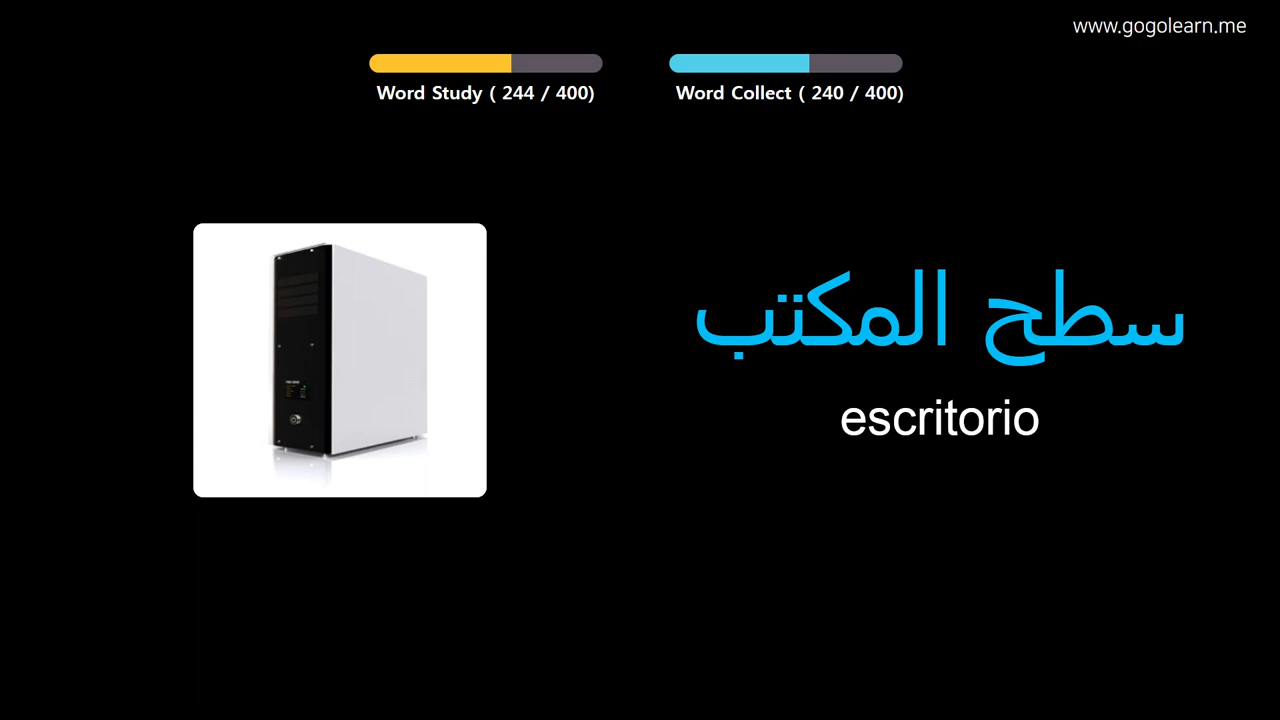 www.gogolearn.me
Word Study ( 244 / 400)
Word Collect ( 240 / 400)
سطح المكتب
escritorio